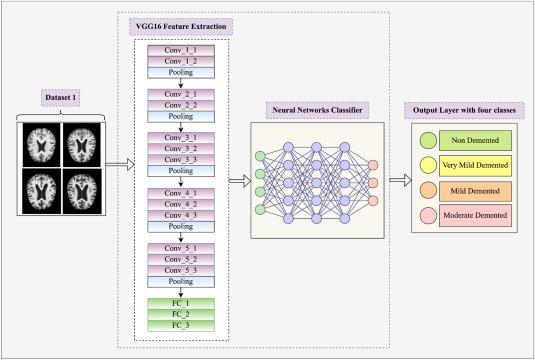 VGG16 Feature Extraction
Dataset 1
Conv_1_1
Conv_1_2
Pooling
Conv_2_1
Conv_2_2
Pooling
Conv_3_1
Conv_3_2
Conv_3_3
Pooling
Conv_4_1
Conv_4_2
Conv_4_3
Pooling
Conv_5_1
Conv_5_2
Conv_5_3
Pooling
FC_1
FC_2
FC_3
Neural Networks Classifier
Output Layer with four classes
Non Demented
Very Mild Demented
Mild Demented
Moderate Demented